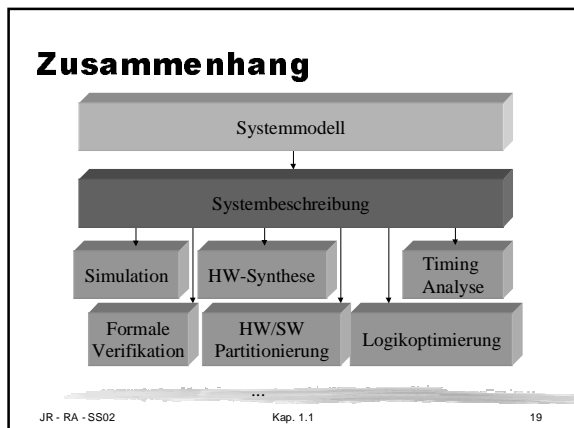 Zusammenhang
Systemmodell
Systembeschreibung
Simulation
HW-Synthese
Timing
Analyse
Formale
Verifikation
HW/SW
Partitionierung
Logikoptimierung
...
JR - RA - SS02
Kap. 1.1
19